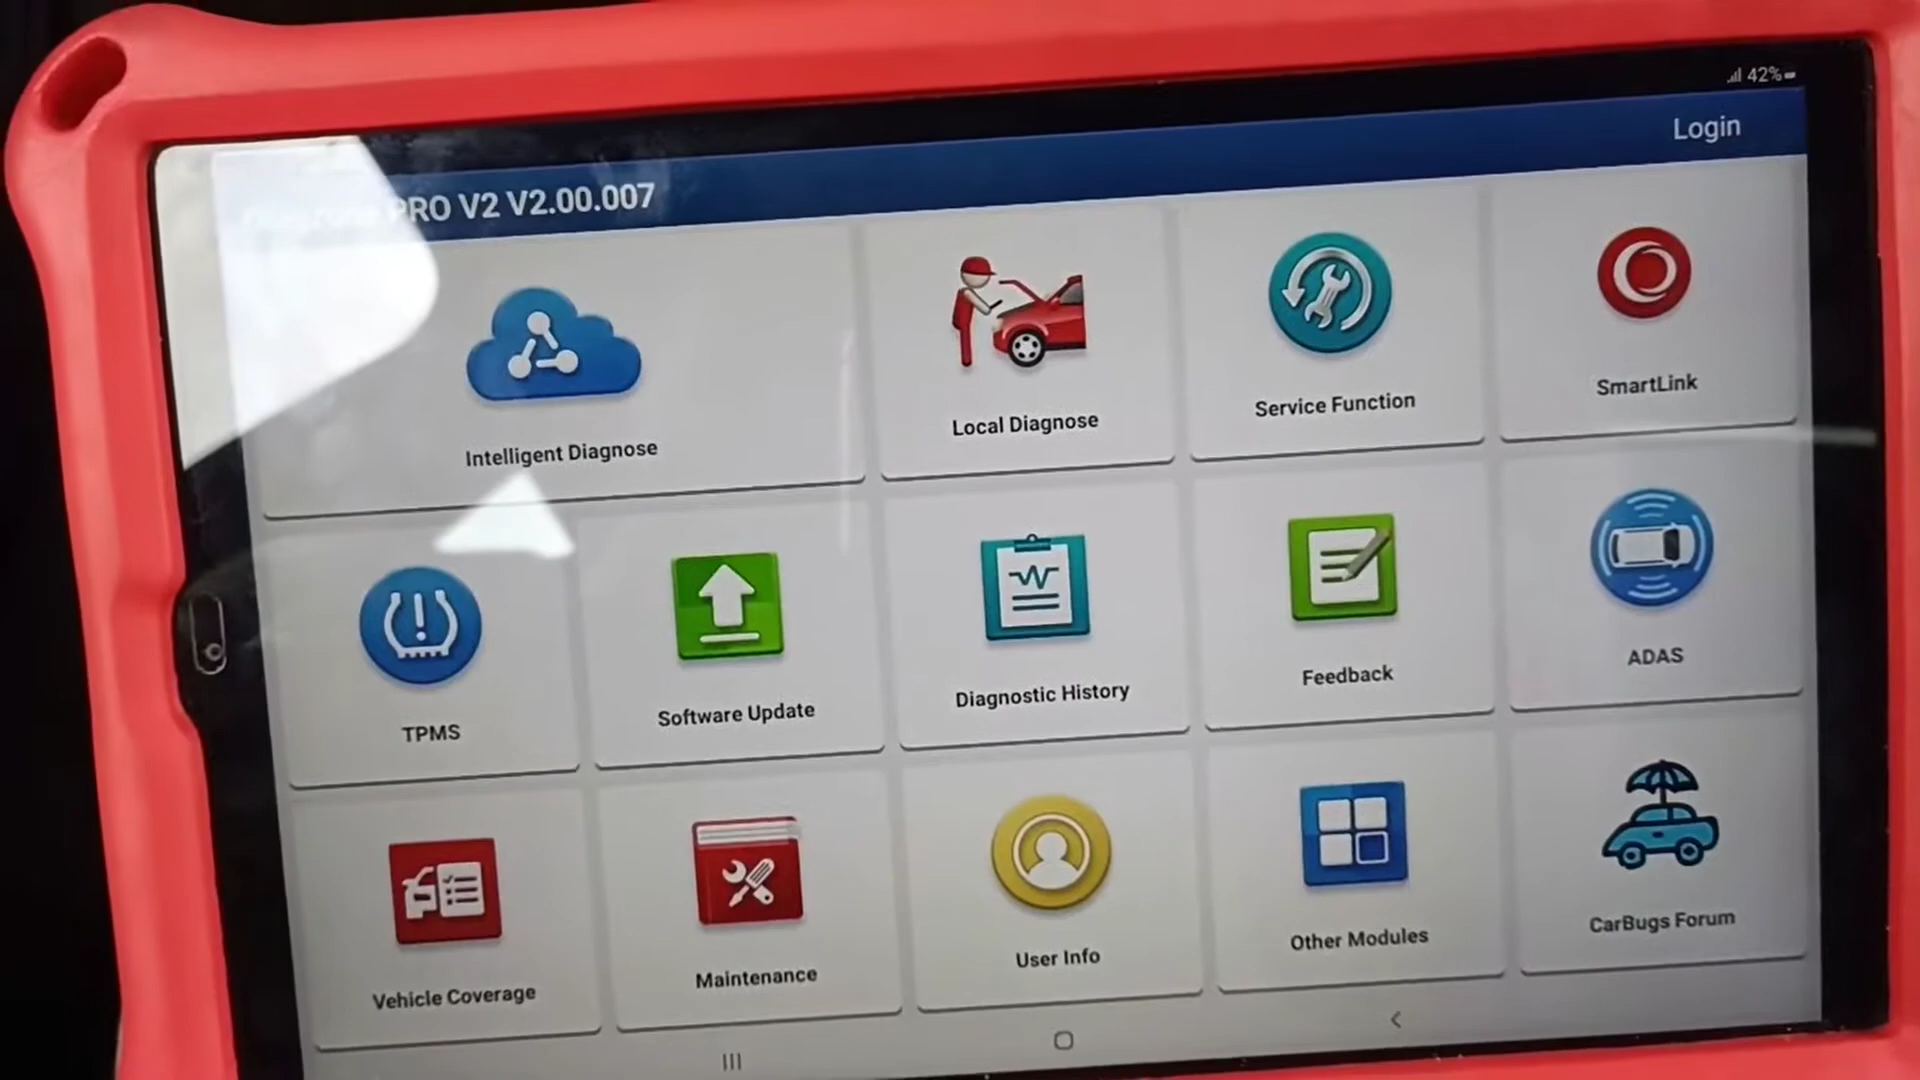 42%
Login
PRO V2 V2.00.007
Intelligent Diagnose
Local Diagnose
Service Function
SmartLink
TPMS
Software Update
Diagnostic History
Feedback
ADAS
Vehicle Coverage
Maintenance
User Info
Other Modules
CarBugs Forum